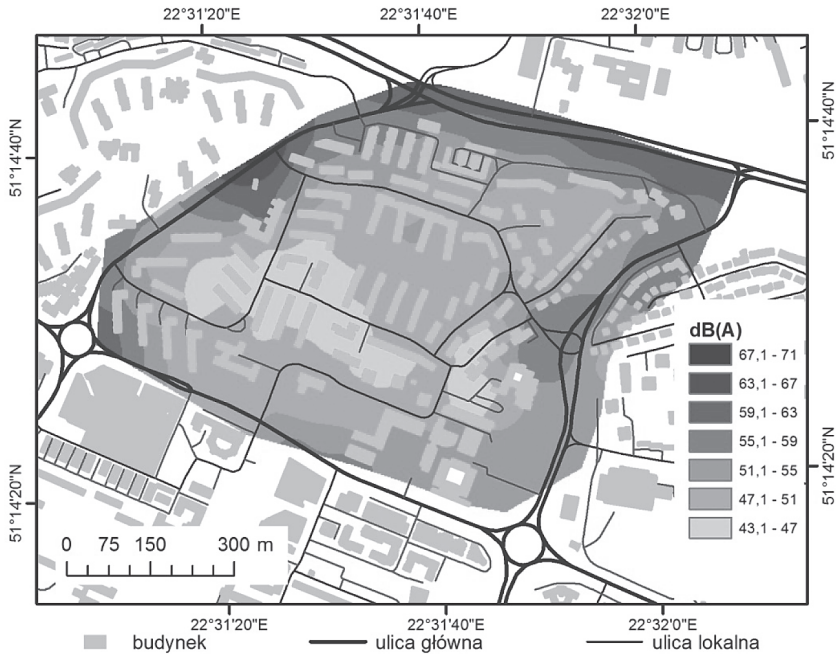 22°31'20"E 22°31'40"E 22°32'0"E
51°14'40"N
51°14'40"N
dB(A)
67,1 - 71
63,1 - 67
59,1 - 63
55,1 - 59
51,1 - 55
47,1 - 51
43,1 - 47
51°14'20"N
51°14'20"N
0 75 150 300 m
22°31'20"E 22°31'40"E 22°32'0"E
budynek ulica główna ulica lokalna